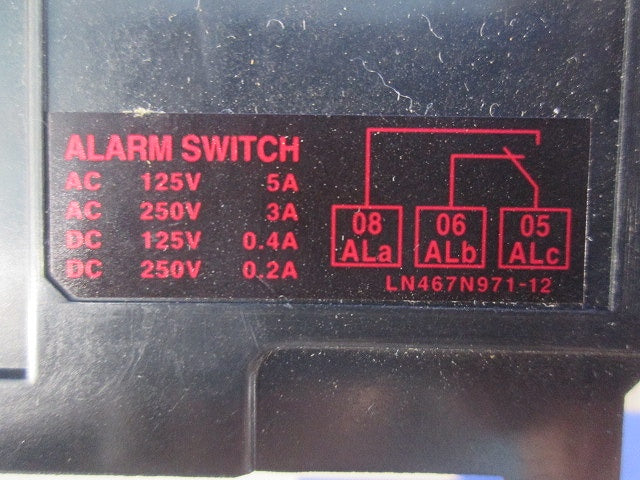 ALARM SWITCH
AC 125V 5A
AC 250V 3A
DC 125V 0.4A
DC 250V 0.2A
08 06 05
ALa ALb ALc
LN467N971-12